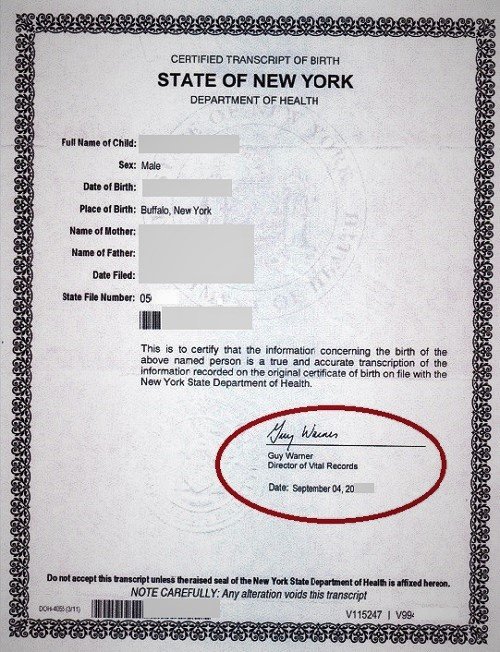 CERTIFIED TRANSCRIPT OF BIRTH
STATE OF NEW YORK
DEPARTMENT OF HEALTH
Full Name of Child:
Sex: Male
Date of Birth:
Place of Birth: Buffalo, New York
Name of Mother:
Name of Father:
Date Filed:
State File Number: 05
This is to certify that the information concerning the birth of the
above named person is a true and accurate transcription of the
information recorded on the original certificate of birth on file with the
New York State Department of Health.
Guy Warner
Guy Warner
Director of Vital Records
Date: September 04, 20
Do not accept this transcript unless the raised seal of the New York State Department of Health is affixed hereon.
NOTE CAREFULLY: Any alteration voids this transcript
DOH-4055 (3/11)
V115247 | V99